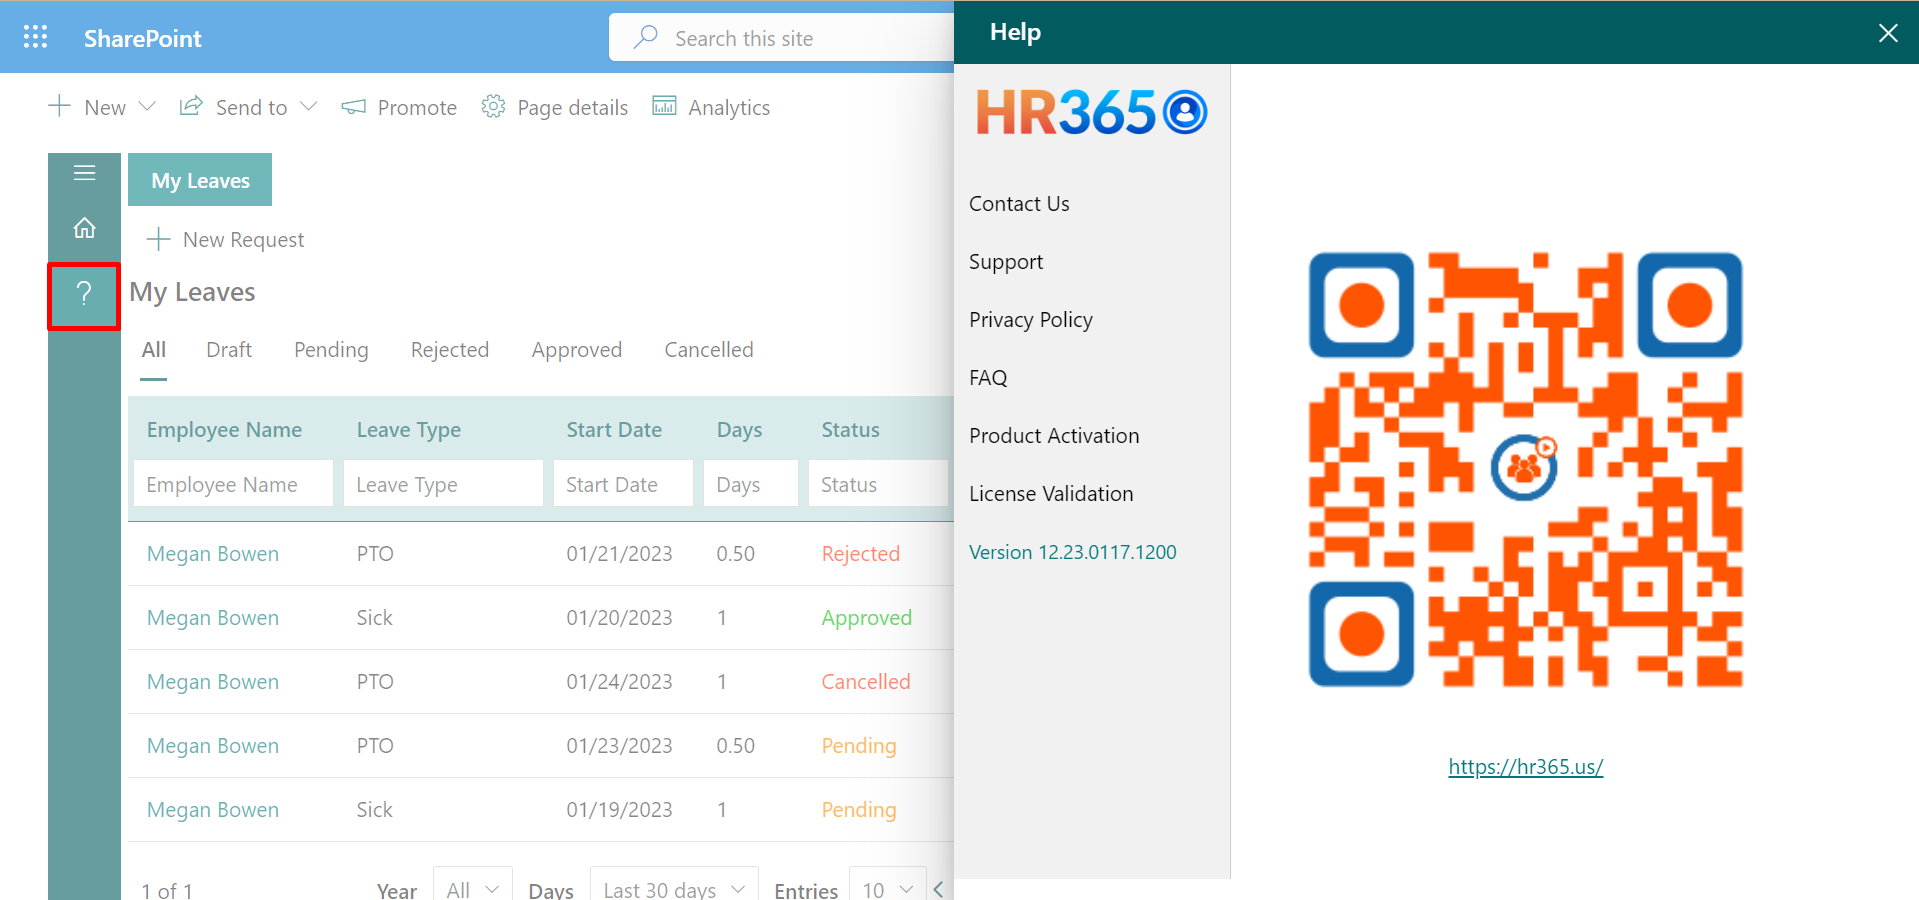 SharePoint
Search this site
New
Send to
Promote
Page details
Analytics
My Leaves
New Request
?
My Leaves
All Draft Pending Rejected Approved Cancelled
Employee Name Leave Type Start Date Days Status
Employee Name Leave Type Start Date Days Status
Megan Bowen PTO 01/21/2023 0.50 Rejected
Megan Bowen Sick 01/20/2023 1 Approved
Megan Bowen PTO 01/24/2023 1 Cancelled
Megan Bowen PTO 01/23/2023 0.50 Pending
Megan Bowen Sick 01/19/2023 1 Pending
1 of 1 Year All Days Last 30 days Entries 10
Help
HR365
Contact Us
Support
Privacy Policy
FAQ
Product Activation
License Validation
Version 12.23.0117.1200
https://hr365.us/